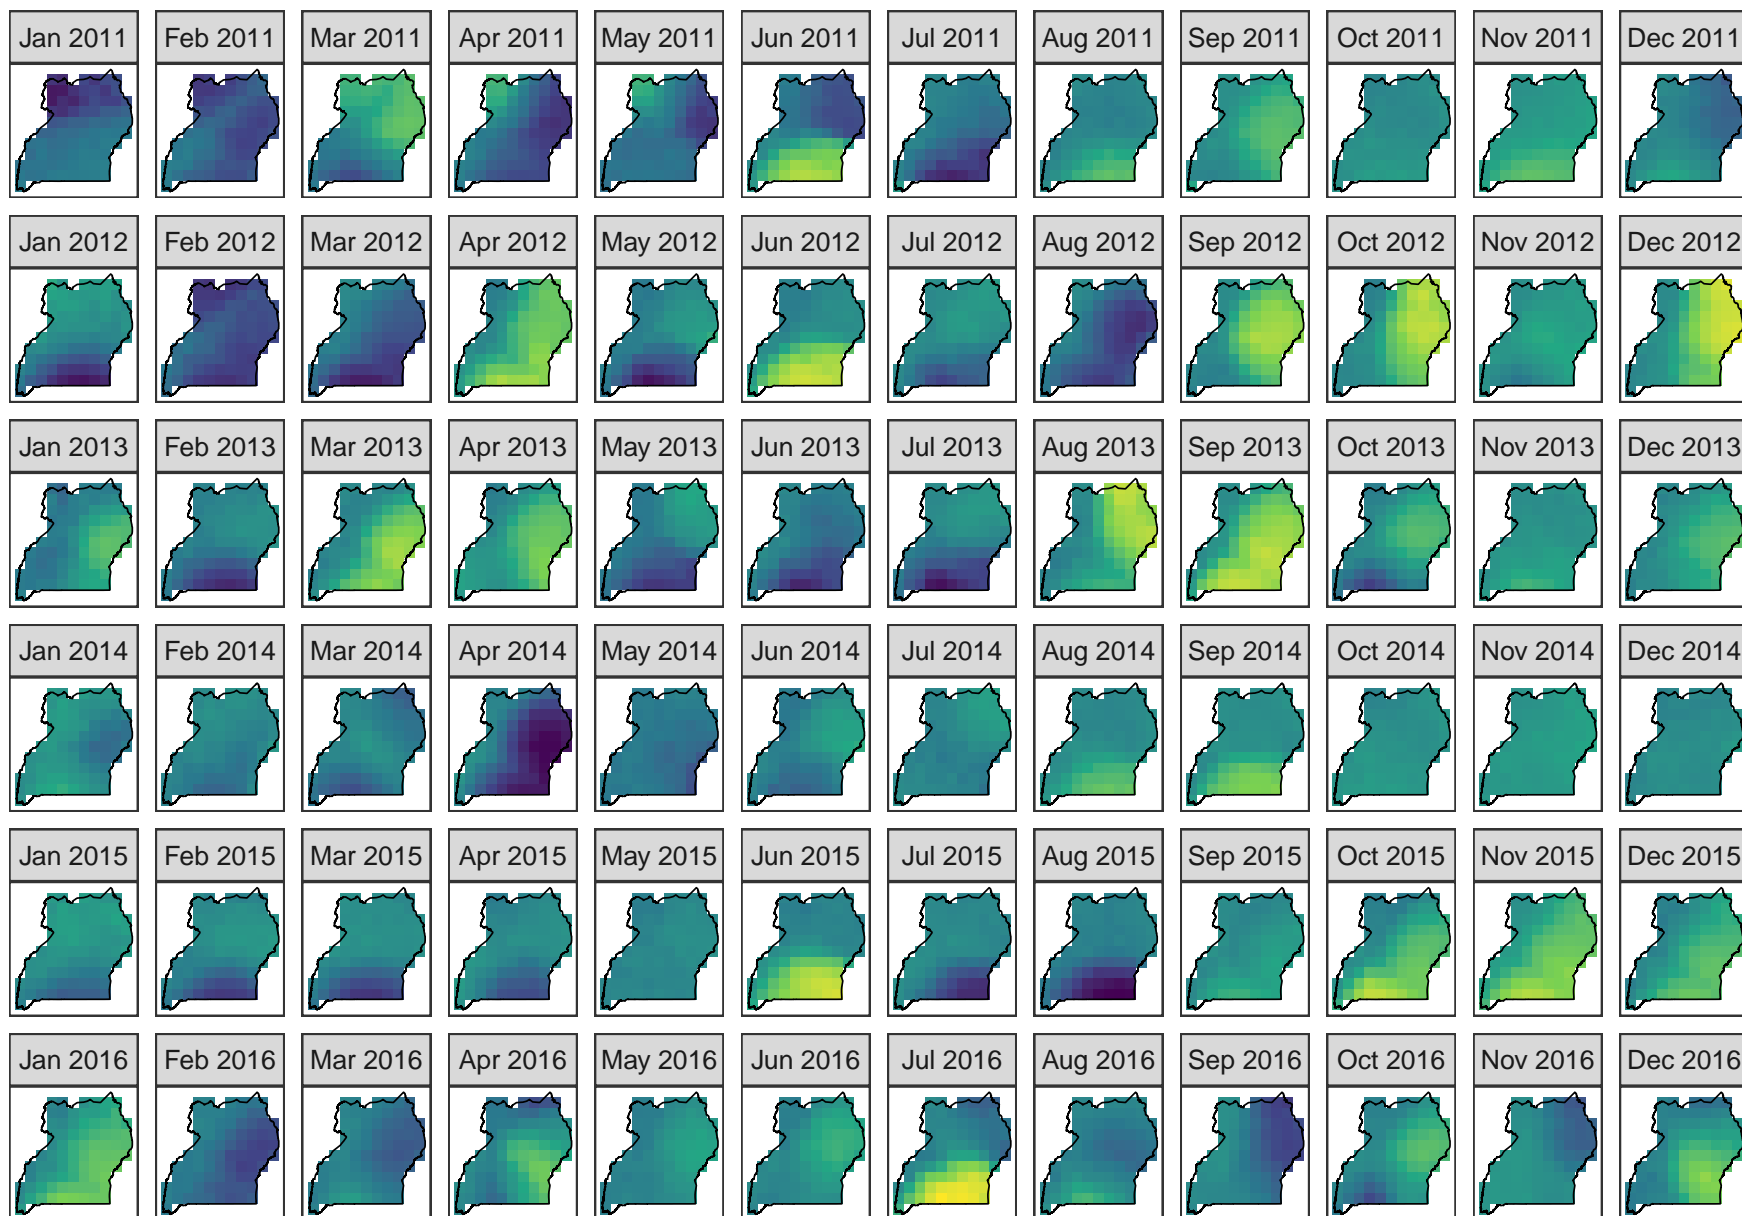 Jan 2011 Feb 2011 Mar 2011 Apr 2011 May 2011 Jun 2011 Jul 2011 Aug 2011 Sep 2011 Oct 2011 Nov 2011 Dec 2011
Jan 2012 Feb 2012 Mar 2012 Apr 2012 May 2012 Jun 2012 Jul 2012 Aug 2012 Sep 2012 Oct 2012 Nov 2012 Dec 2012
Jan 2013 Feb 2013 Mar 2013 Apr 2013 May 2013 Jun 2013 Jul 2013 Aug 2013 Sep 2013 Oct 2013 Nov 2013 Dec 2013
Jan 2014 Feb 2014 Mar 2014 Apr 2014 May 2014 Jun 2014 Jul 2014 Aug 2014 Sep 2014 Oct 2014 Nov 2014 Dec 2014
Jan 2015 Feb 2015 Mar 2015 Apr 2015 May 2015 Jun 2015 Jul 2015 Aug 2015 Sep 2015 Oct 2015 Nov 2015 Dec 2015
Jan 2016 Feb 2016 Mar 2016 Apr 2016 May 2016 Jun 2016 Jul 2016 Aug 2016 Sep 2016 Oct 2016 Nov 2016 Dec 2016